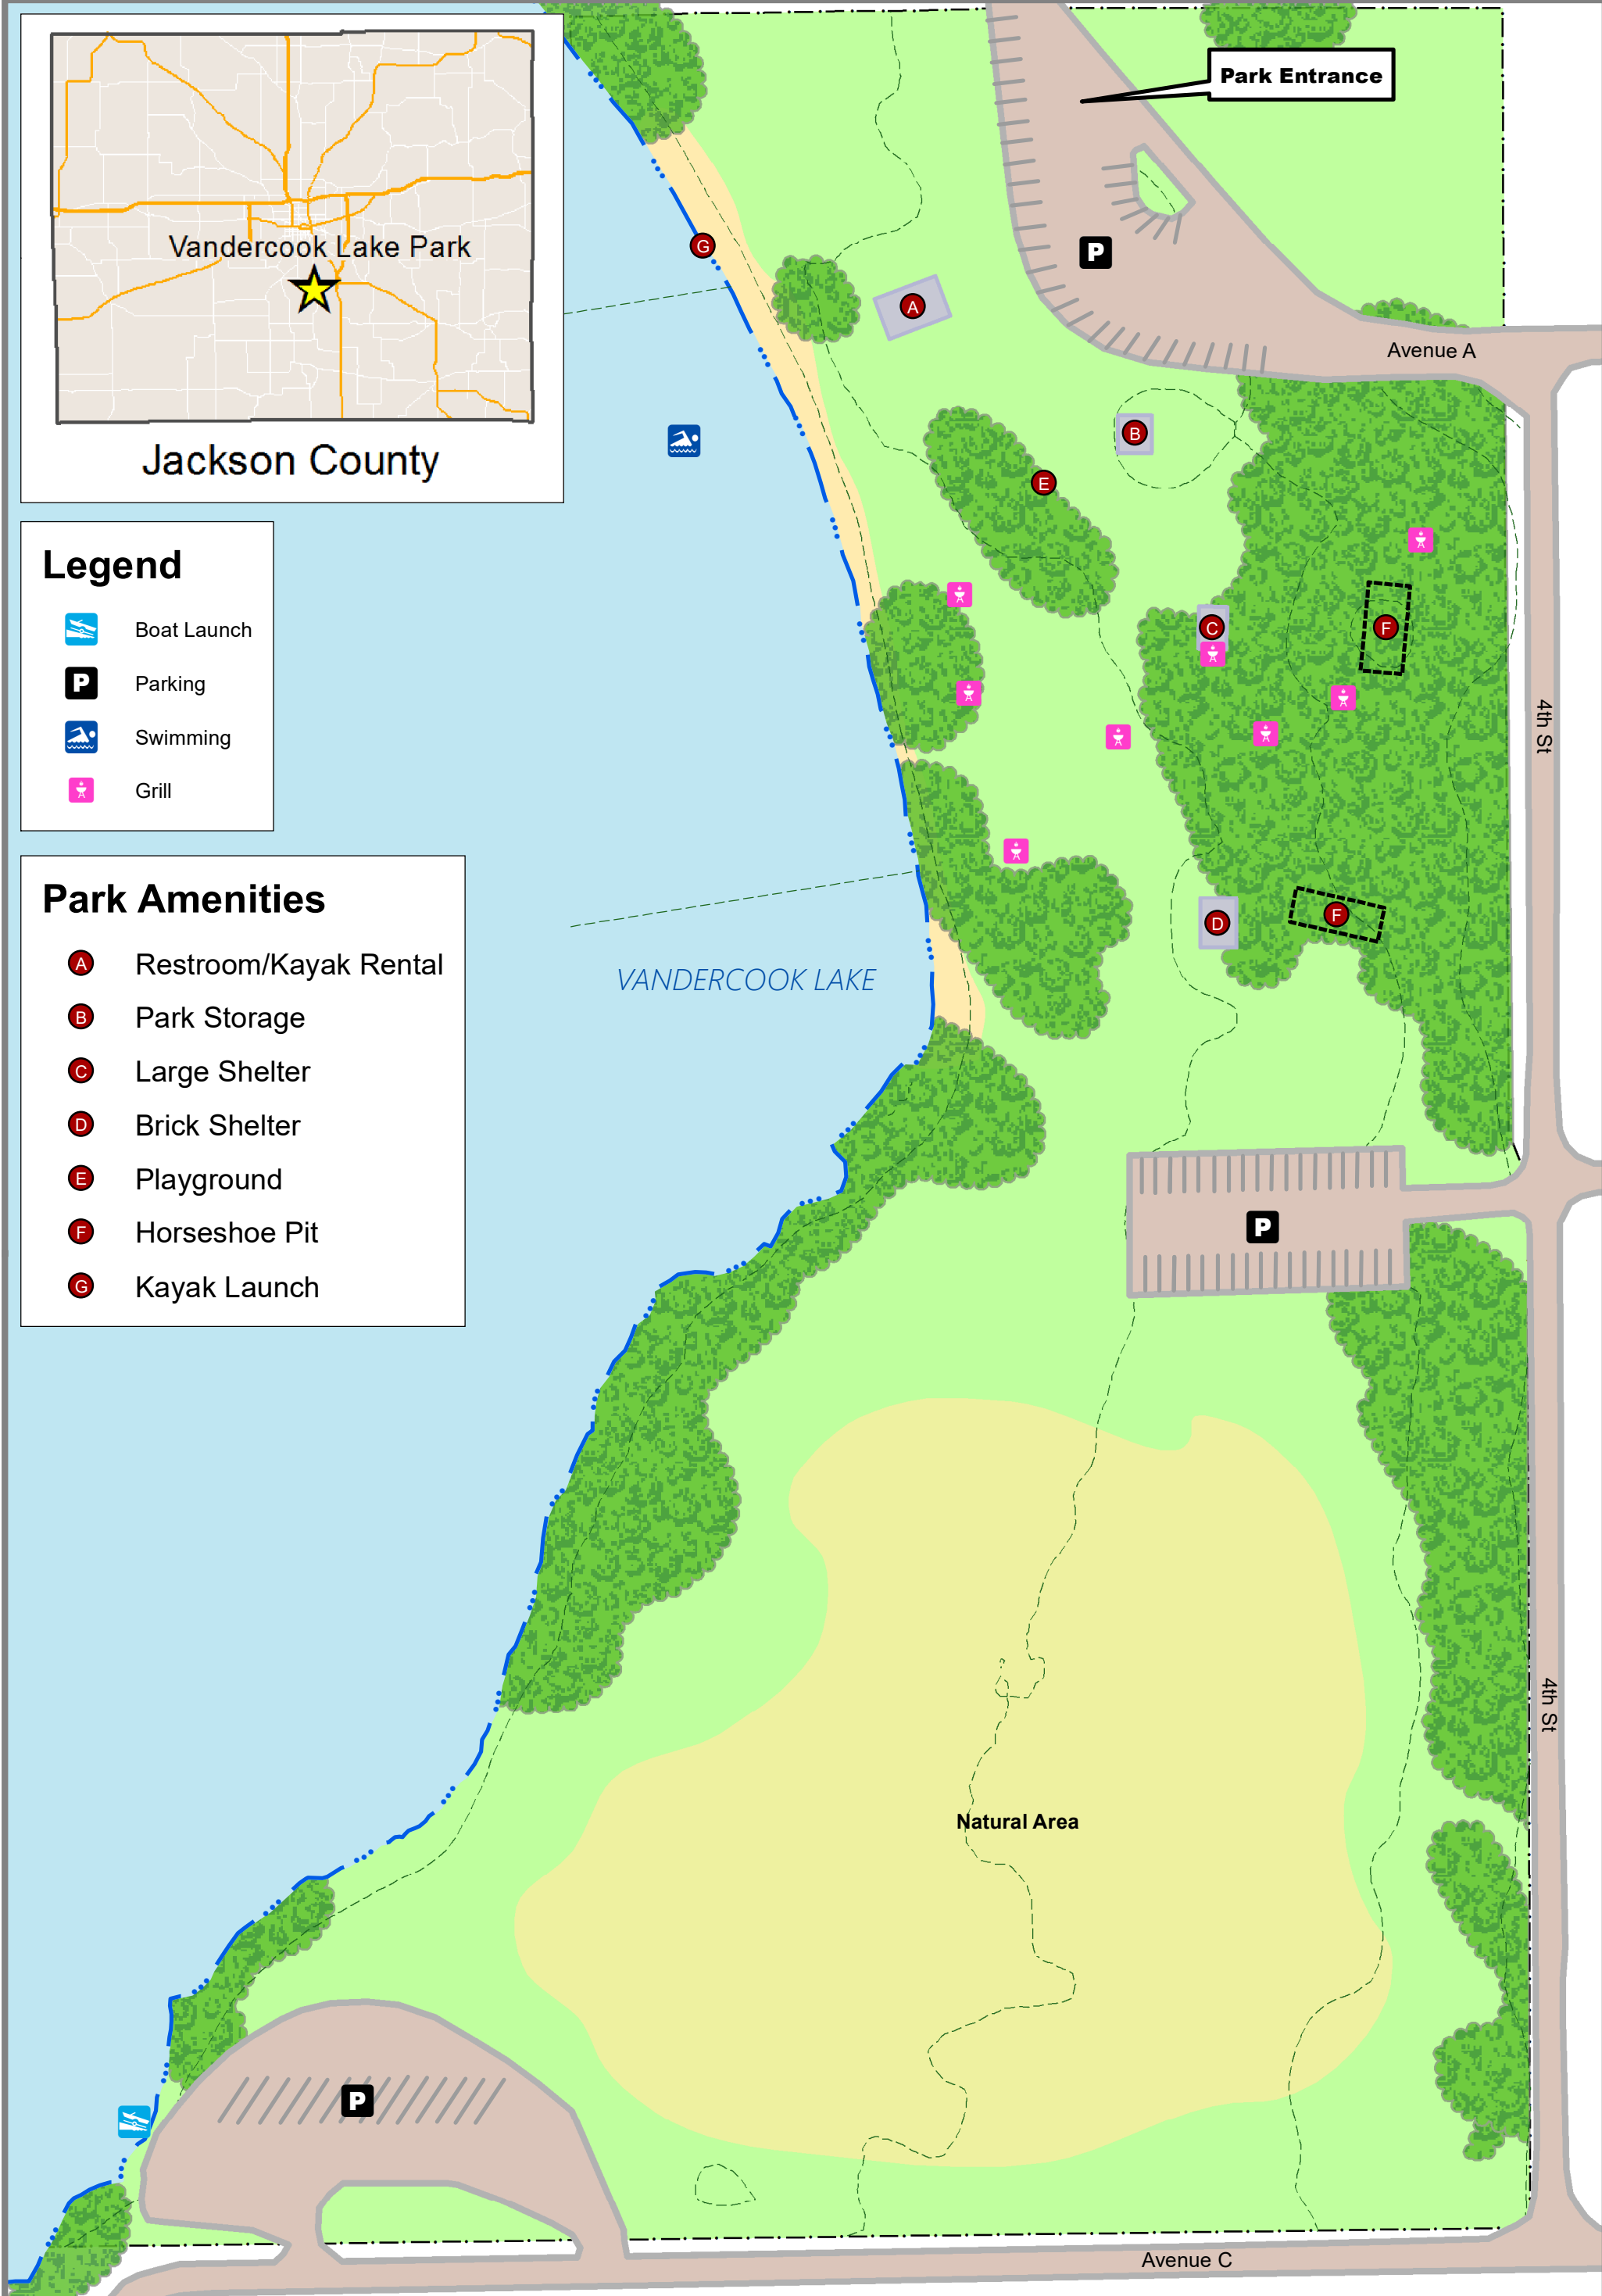 Park Entrance
Vandercook Lake Park
Jackson County
P
G
A
Avenue A
B
E
Legend
Boat Launch
P Parking
Swimming
Grill
C
F
4th St
Park Amenities
A Restroom/Kayak Rental
B Park Storage
C Large Shelter
D Brick Shelter
E Playground
F Horseshoe Pit
G Kayak Launch
D
F
VANDERCOOK LAKE
P
4th St
Natural Area
P
Avenue C